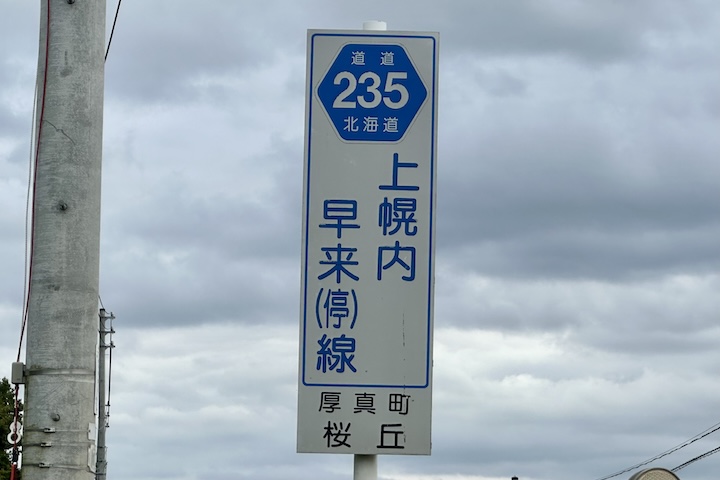 道道
235
北海道
上幌内
早来(停)線
厚真町
桜丘